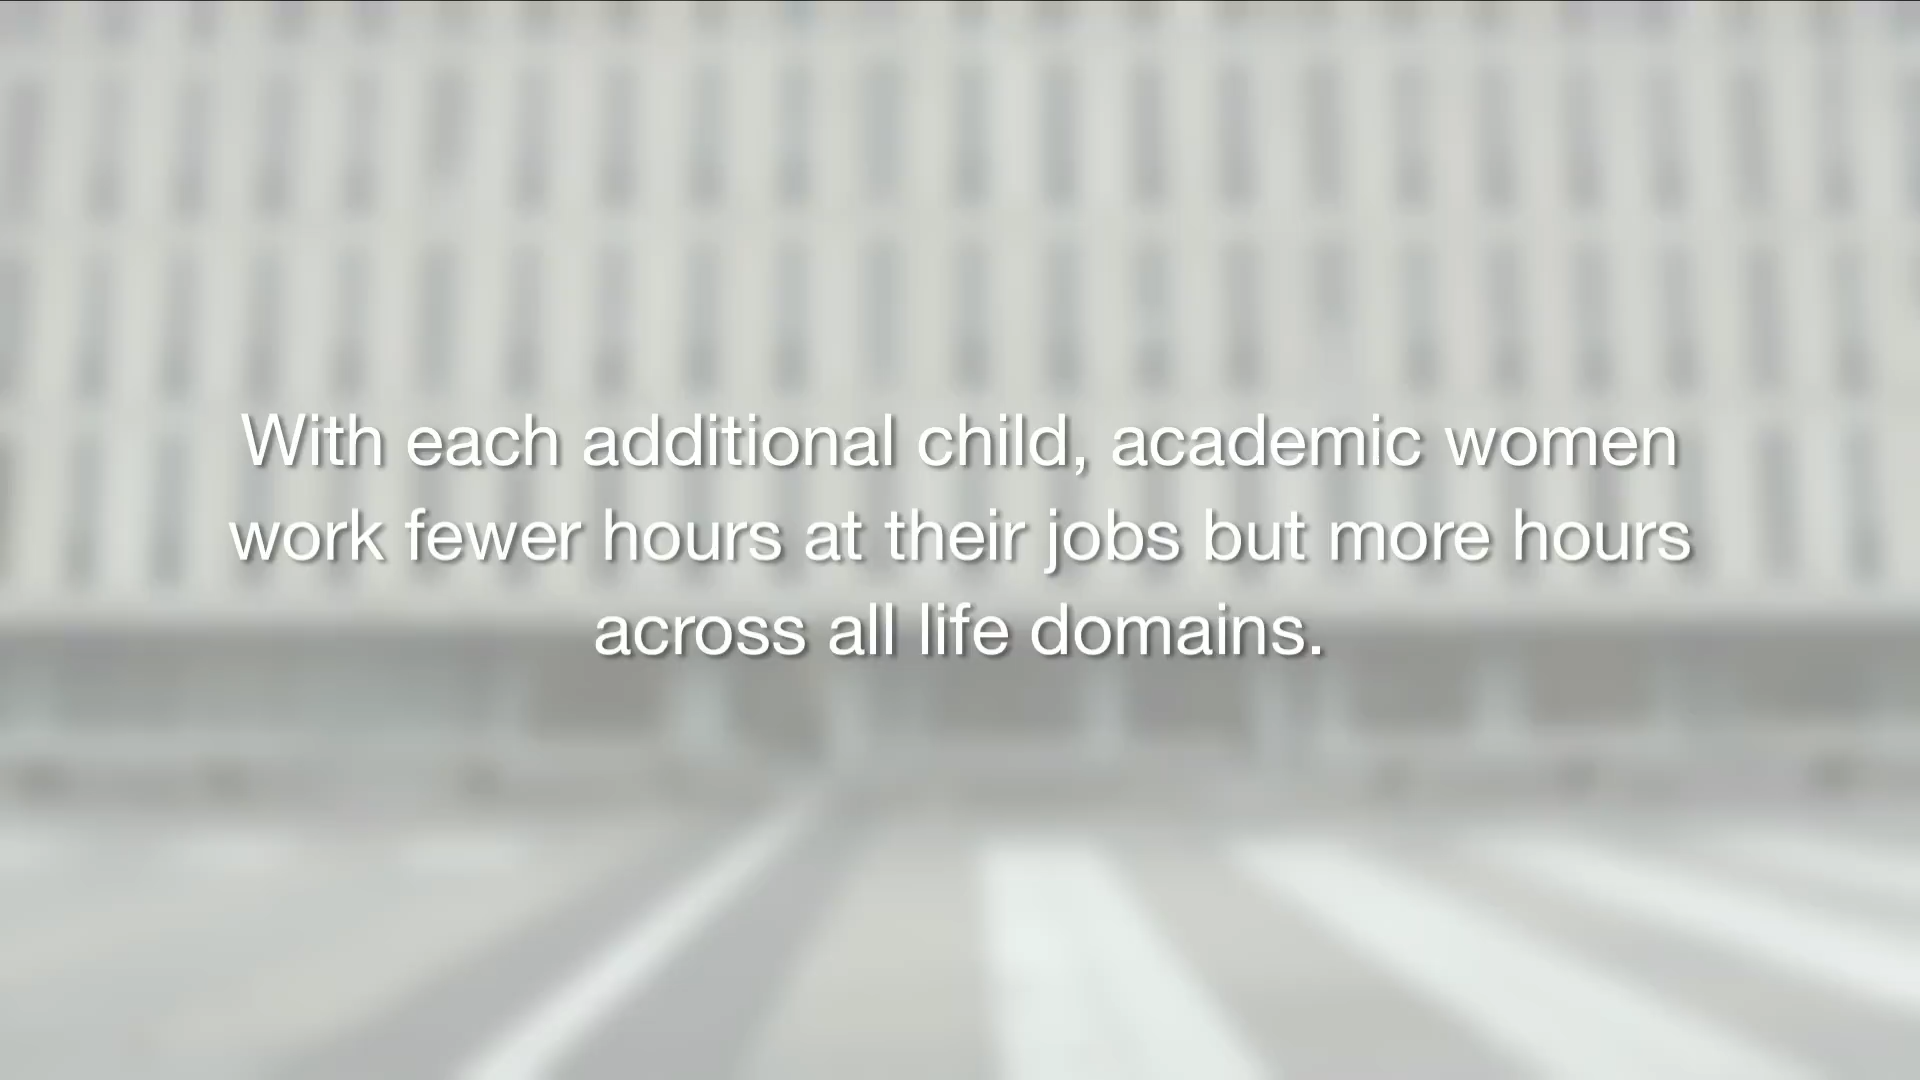 With each additional child, academic women
work fewer hours at their jobs but more hours
across all life domains.